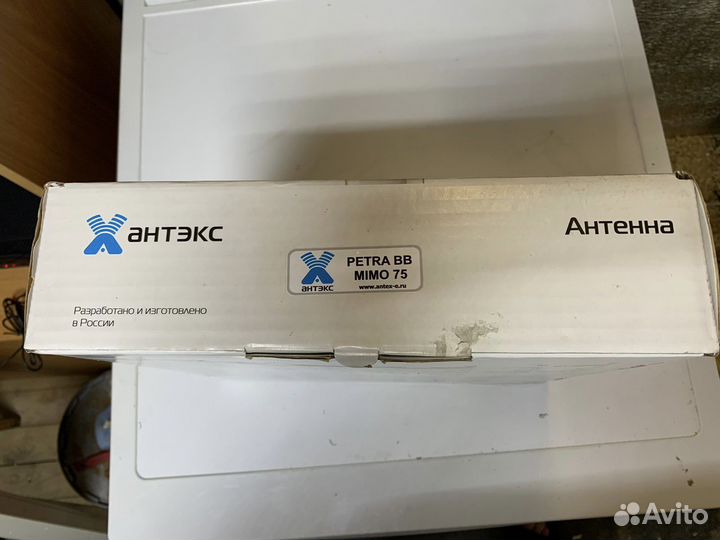 АНТЭКС
Антенна
PETRA BB
MIMO 75
АНТЭКС
www.antex-e.ru
Разработано и изготовлено
в России
Avito